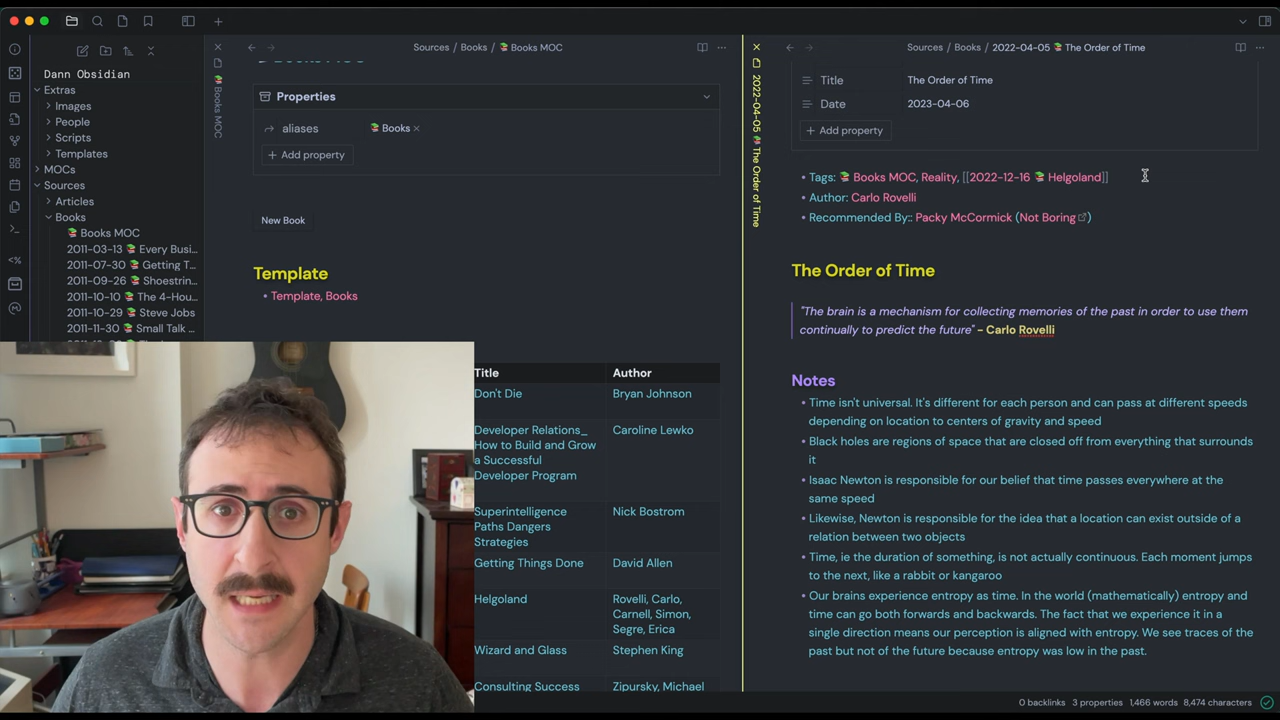 Sources / Books / 📚 Books MOC
Sources / Books / 2022-04-05 📚 The Order of Time
Dann Obsidian
Extras
Images
People
Scripts
Templates
MOCs
Sources
Articles
Books
📚 Books MOC
2011-03-13 📚 Every Busi...
2011-07-30 📚 Getting T...
2011-09-26 📚 Shoestrin...
2011-10-10 📚 The 4-Hou...
2011-10-29 📚 Steve Jobs
2011-11-30 📚 Small Talk ...
📚 Books MOC
Properties
aliases 📚 Books ×
+ Add property
New Book
Template
• Template, Books
Title Author
Don't Die Bryan Johnson
Developer Relations_ Caroline Lewko
How to Build and Grow
a Successful
Developer Program
Superintelligence Nick Bostrom
Paths Dangers
Strategies
Getting Things Done David Allen
Helgoland Rovelli, Carlo,
Carnell, Simon,
Segre, Erica
Wizard and Glass Stephen King
Consulting Success Zipursky, Michael
2022-04-05 📚 The Order of Time
Title The Order of Time
Date 2023-04-06
+ Add property
• Tags: 📚 Books MOC, Reality, [[2022-12-16 📚 Helgoland]]
• Author: Carlo Rovelli
• Recommended By:: Packy McCormick (Not Boring)
The Order of Time
"The brain is a mechanism for collecting memories of the past in order to use them
continually to predict the future" - Carlo Rovelli
Notes
• Time isn't universal. It's different for each person and can pass at different speeds
depending on location to centers of gravity and speed
• Black holes are regions of space that are closed off from everything that surrounds
it
• Isaac Newton is responsible for our belief that time passes everywhere at the
same speed
• Likewise, Newton is responsible for the idea that a location can exist outside of a
relation between two objects
• Time, ie the duration of something, is not actually continuous. Each moment jumps
to the next, like a rabbit or kangaroo
• Our brains experience entropy as time. In the world (mathematically) entropy and
time can go both forwards and backwards. The fact that we experience it in a
single direction means our perception is aligned with entropy. We see traces of the
past but not of the future because entropy was low in the past.
0 backlinks 3 properties 1,466 words 8,474 characters